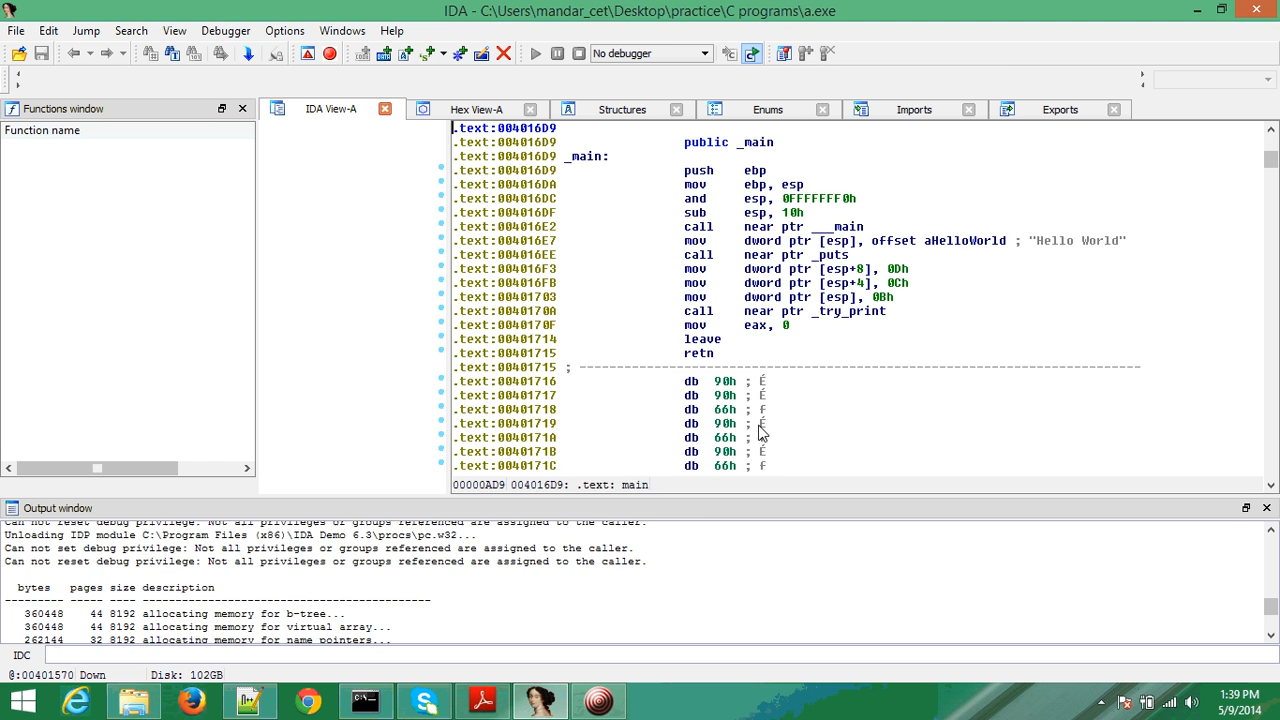 IDA - C:\Users\mandar_cet\Desktop\practice\C programs\a.exe
File Edit Jump Search View Debugger Options Windows Help
No debugger
Functions window
IDA View-A Hex View-A Structures Enums Imports Exports
Function name
.text:004016D9
.text:004016D9 public _main
.text:004016D9 _main:
.text:004016D9 push ebp
.text:004016DA mov ebp, esp
.text:004016DC and esp, 0FFFFFFF0h
.text:004016DF sub esp, 10h
.text:004016E2 call near ptr ___main
.text:004016E7 mov dword ptr [esp], offset aHelloWorld ; "Hello World"
.text:004016EE call near ptr _puts
.text:004016F3 mov dword ptr [esp+8], 0Dh
.text:004016FB mov dword ptr [esp+4], 0Ch
.text:00401703 mov dword ptr [esp], 0Bh
.text:0040170A call near ptr _try_print
.text:0040170F mov eax, 0
.text:00401714 leave
.text:00401715 retn
.text:00401715 ; ---------------------------------------------------------------------------
.text:00401716 db 90h ; É
.text:00401717 db 90h ; É
.text:00401718 db 66h ; f
.text:00401719 db 90h ; É
.text:0040171A db 66h ;
.text:0040171B db 90h ; É
.text:0040171C db 66h ; f
00000AD9 004016D9: .text: main
Output window
Can not reset debug privilege: Not all privileges or groups referenced are assigned to the caller.
Unloading IDP module C:\Program Files (x86)\IDA Demo 6.3\procs\pc.w32...
Can not set debug privilege: Not all privileges or groups referenced are assigned to the caller.
Can not reset debug privilege: Not all privileges or groups referenced are assigned to the caller.
bytes pages size description
--------- ----- ---- --------------------------------------------
360448 44 8192 allocating memory for b-tree...
360448 44 8192 allocating memory for virtual array...
262144 32 8192 allocating memory for name pointers...
IDC
@:00401570 Down Disk: 102GB
1:39 PM
5/9/2014